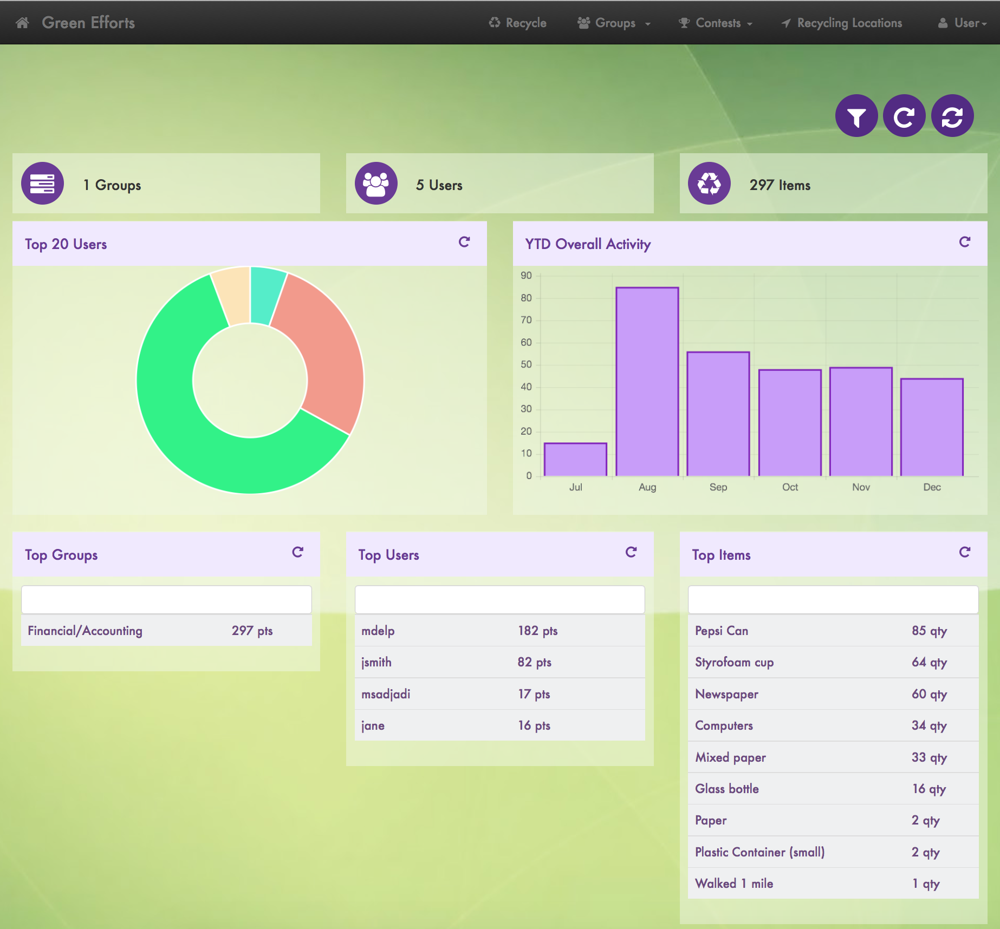 Green Efforts
Recycle
Groups
Contests
Recycling Locations
User
1 Groups
5 Users
297 Items
Top 20 Users
YTD Overall Activity
90
80
70
60
50
40
30
20
10
0
Jul
Aug
Sep
Oct
Nov
Dec
Top Groups
Financial/Accounting 297 pts
Top Users
mdelp 182 pts
jsmith 82 pts
msadjadi 17 pts
jane 16 pts
Top Items
Pepsi Can 85 qty
Styrofoam cup 64 qty
Newspaper 60 qty
Computers 34 qty
Mixed paper 33 qty
Glass bottle 16 qty
Paper 2 qty
Plastic Container (small) 2 qty
Walked 1 mile 1 qty